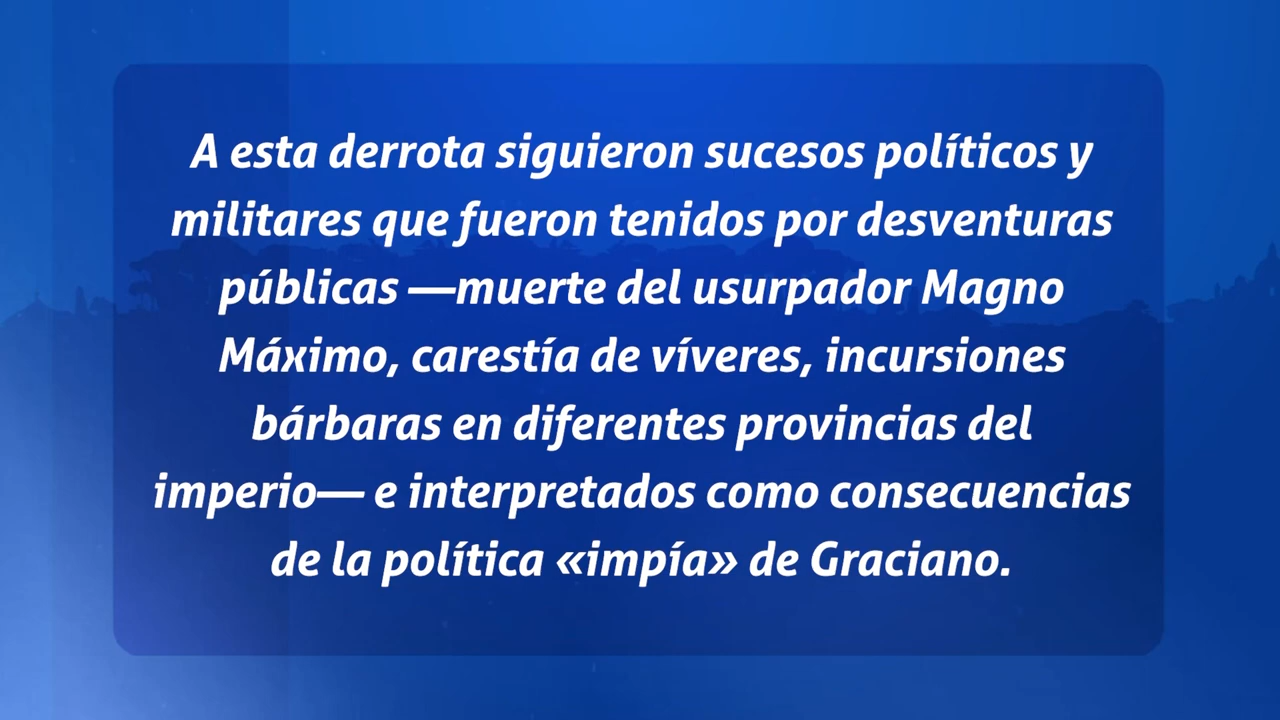 A esta derrota siguieron sucesos políticos y
militares que fueron tenidos por desventuras
públicas —muerte del usurpador Magno
Máximo, carestía de víveres, incursiones
bárbaras en diferentes provincias del
imperio— e interpretados como consecuencias
de la política «impía» de Graciano.